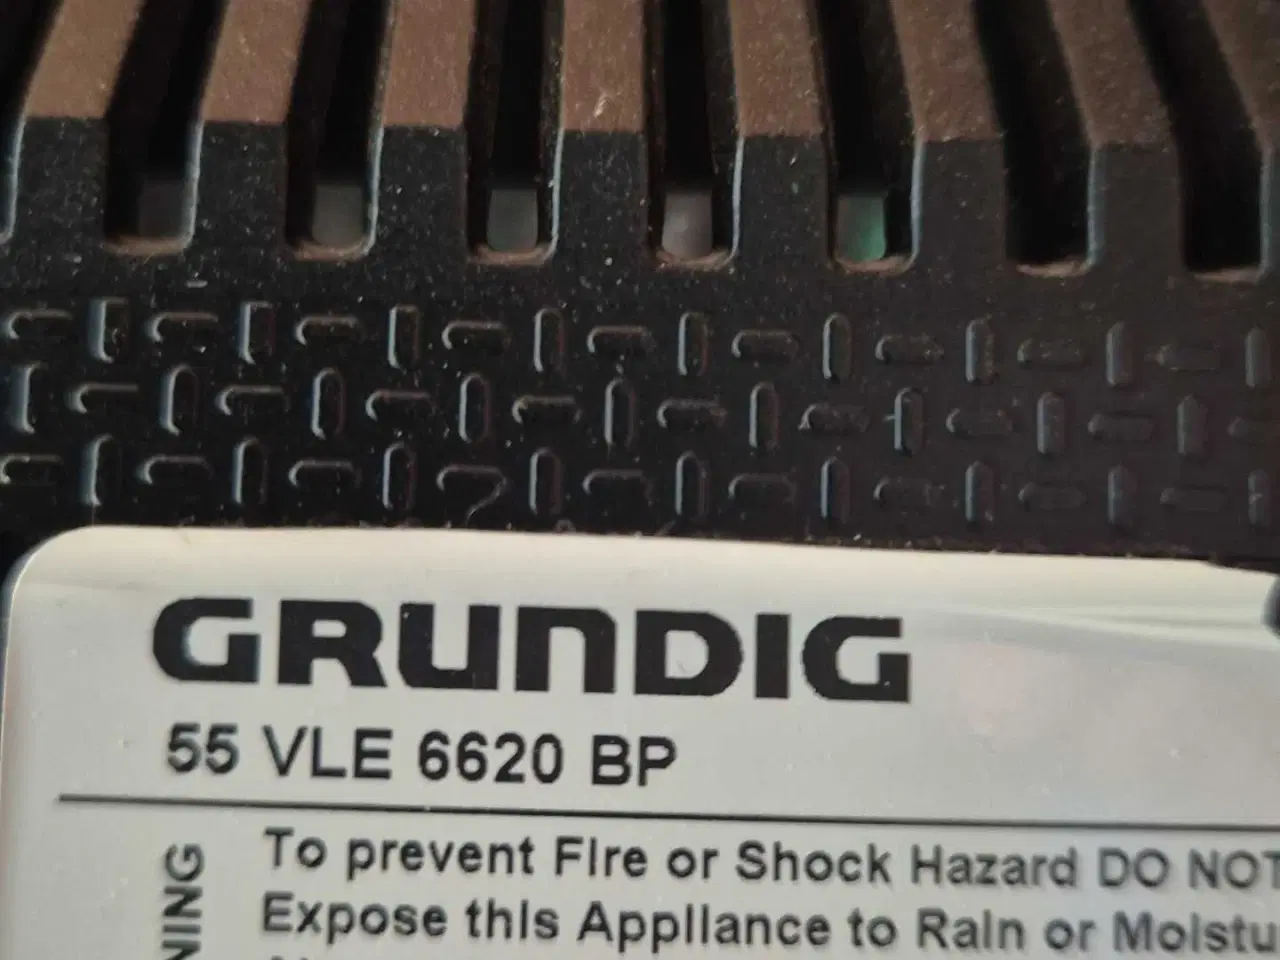 GRUNDIG
55 VLE 6620 BP
To prevent Fire or Shock Hazard DO NOT
Expose this Appliance to Rain or Moistu
NING